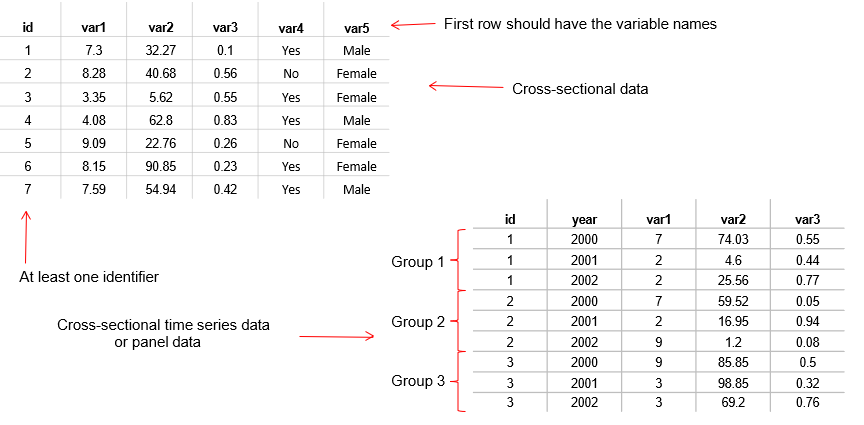 id var1 var2 var3 var4 var5
First row should have the variable names
1 7.3 32.27 0.1 Yes Male
2 8.28 40.68 0.56 No Female
3 3.35 5.62 0.55 Yes Female
Cross-sectional data
4 4.08 62.8 0.83 Yes Male
5 9.09 22.76 0.26 No Female
6 8.15 90.85 0.23 Yes Female
7 7.59 54.94 0.42 Yes Male
At least one identifier
id year var1 var2 var3
Group 1
1 2000 7 74.03 0.55
1 2001 2 4.6 0.44
1 2002 2 25.56 0.77
Cross-sectional time series data
or panel data
Group 2
2 2000 7 59.52 0.05
2 2001 2 16.95 0.94
2 2002 9 1.2 0.08
Group 3
3 2000 9 85.85 0.5
3 2001 3 98.85 0.32
3 2002 3 69.2 0.76